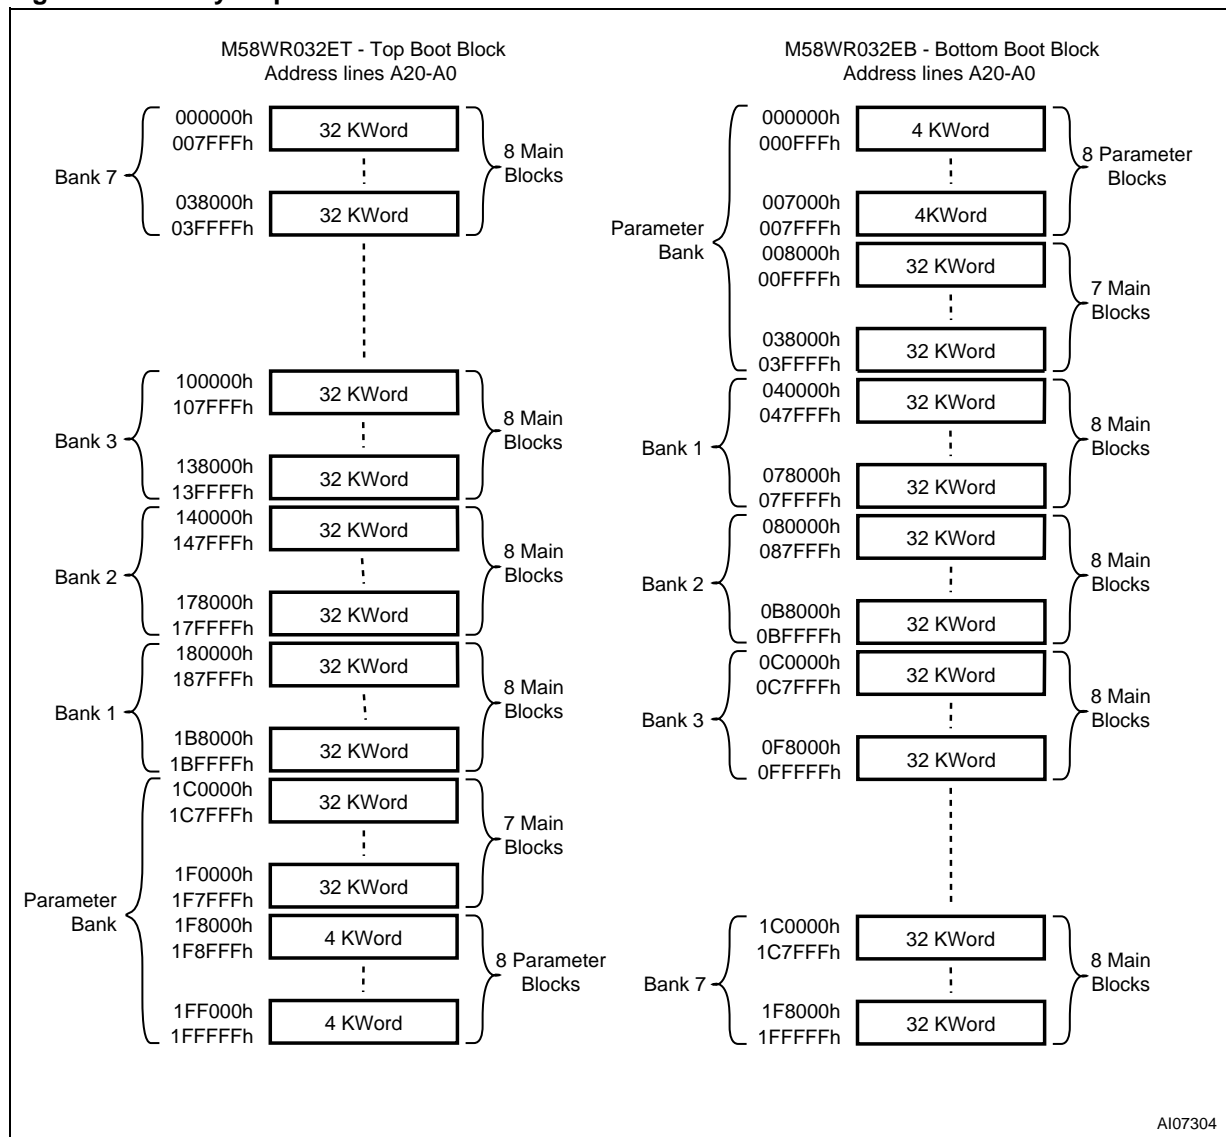 M58WR032ET - Top Boot Block
Address lines A20-A0
Bank 7
000000h
007FFFh
32 KWord
038000h
03FFFFh
32 KWord
8 Main
Blocks
Bank 3
100000h
107FFFh
32 KWord
138000h
13FFFFh
32 KWord
8 Main
Blocks
Bank 2
140000h
147FFFh
32 KWord
178000h
17FFFFh
32 KWord
8 Main
Blocks
Bank 1
180000h
187FFFh
32 KWord
1B8000h
1BFFFFh
32 KWord
8 Main
Blocks
Parameter
Bank
1C0000h
1C7FFFh
32 KWord
1F0000h
1F7FFFh
32 KWord
7 Main
Blocks
1F8000h
1F8FFFh
4 KWord
1FF000h
1FFFFFh
4 KWord
8 Parameter
Blocks
M58WR032EB - Bottom Boot Block
Address lines A20-A0
Parameter
Bank
000000h
000FFFh
4 KWord
007000h
007FFFh
4KWord
8 Parameter
Blocks
008000h
00FFFFh
32 KWord
038000h
03FFFFh
32 KWord
7 Main
Blocks
Bank 1
040000h
047FFFh
32 KWord
078000h
07FFFFh
32 KWord
8 Main
Blocks
Bank 2
080000h
087FFFh
32 KWord
0B8000h
0BFFFFh
32 KWord
8 Main
Blocks
Bank 3
0C0000h
0C7FFFh
32 KWord
0F8000h
0FFFFFh
32 KWord
8 Main
Blocks
Bank 7
1C0000h
1C7FFFh
32 KWord
1F8000h
1FFFFFh
32 KWord
8 Main
Blocks
AI07304